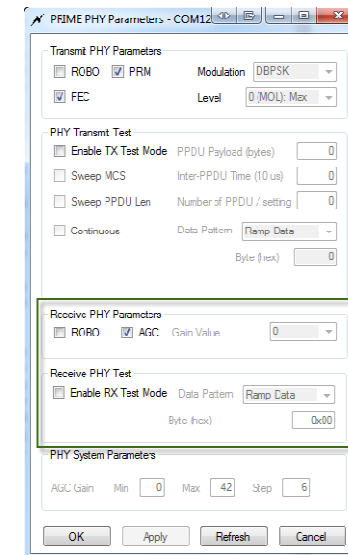 PRIME PHY Parameters - COM12
Transmit PHY Parameters
ROBO PRM Modulation DBPSK
FEC Level 0 (MOL): Max
PHY Transmit Test
Enable TX Test Mode PPDU Payload (bytes) 0
Sweep MCS Inter-PPDU Time (10 us) 0
Sweep PPDU Len Number of PPDU / setting 0
Continuous Data Pattern Ramp Data
Byte (hex) 0
Receive PHY Parameters
ROBO AGC Gain Value 0
Receive PHY Test
Enable RX Test Mode Data Pattern Ramp Data
Byte (hex) 0x00
PHY System Parameters
AGC Gain Min 0 Max 42 Step 6
OK Apply Refresh Cancel